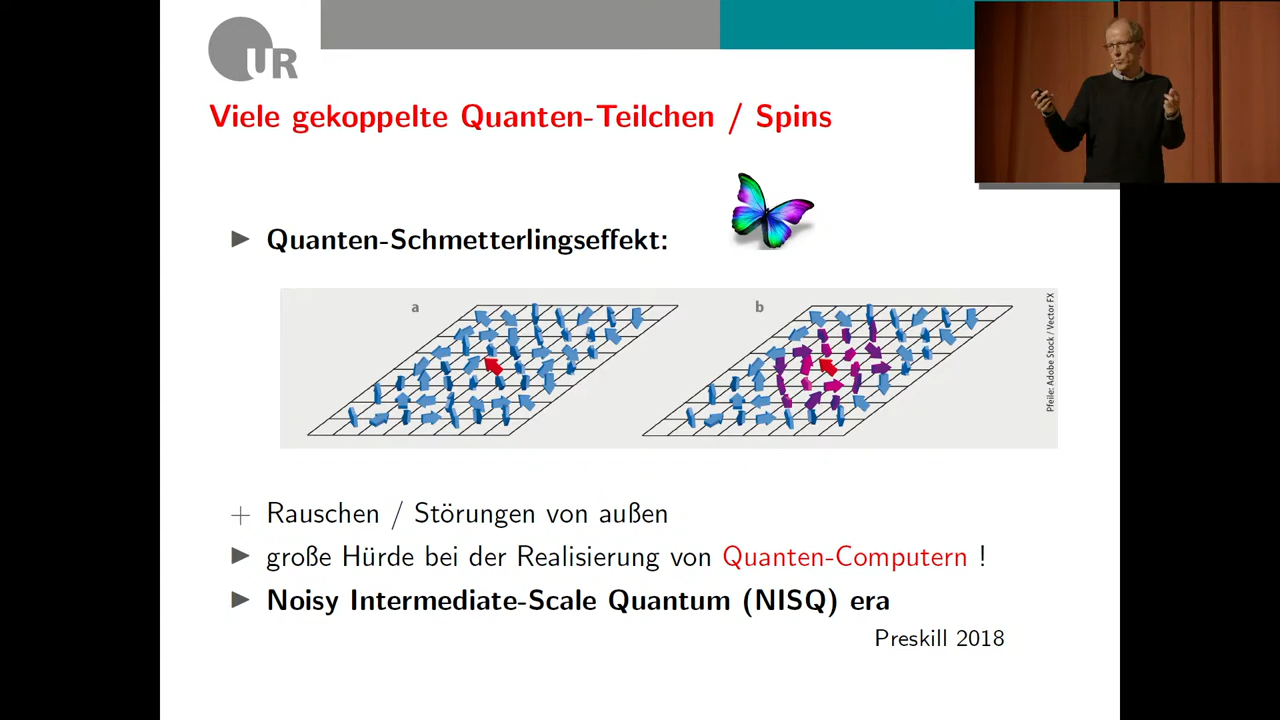 UR
Viele gekoppelte Quanten-Teilchen / Spins
► Quanten-Schmetterlingseffekt:
a
b
Pfeile: Adobe Stock / Vector FX
+ Rauschen / Störungen von außen
► große Hürde bei der Realisierung von Quanten-Computern !
► Noisy Intermediate-Scale Quantum (NISQ) era
Preskill 2018